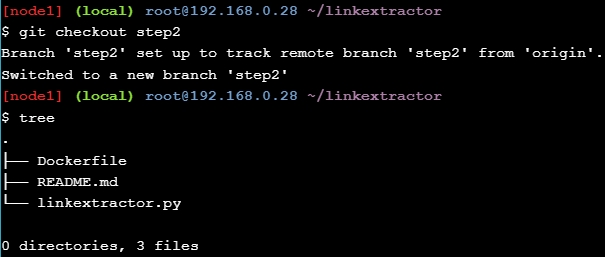 [node1] (local) root@192.168.0.28 ~/linkextractor
$ git checkout step2
Branch 'step2' set up to track remote branch 'step2' from 'origin'.
Switched to a new branch 'step2'
[node1] (local) root@192.168.0.28 ~/linkextractor
$ tree
.
├── Dockerfile
├── README.md
└── linkextractor.py
0 directories, 3 files